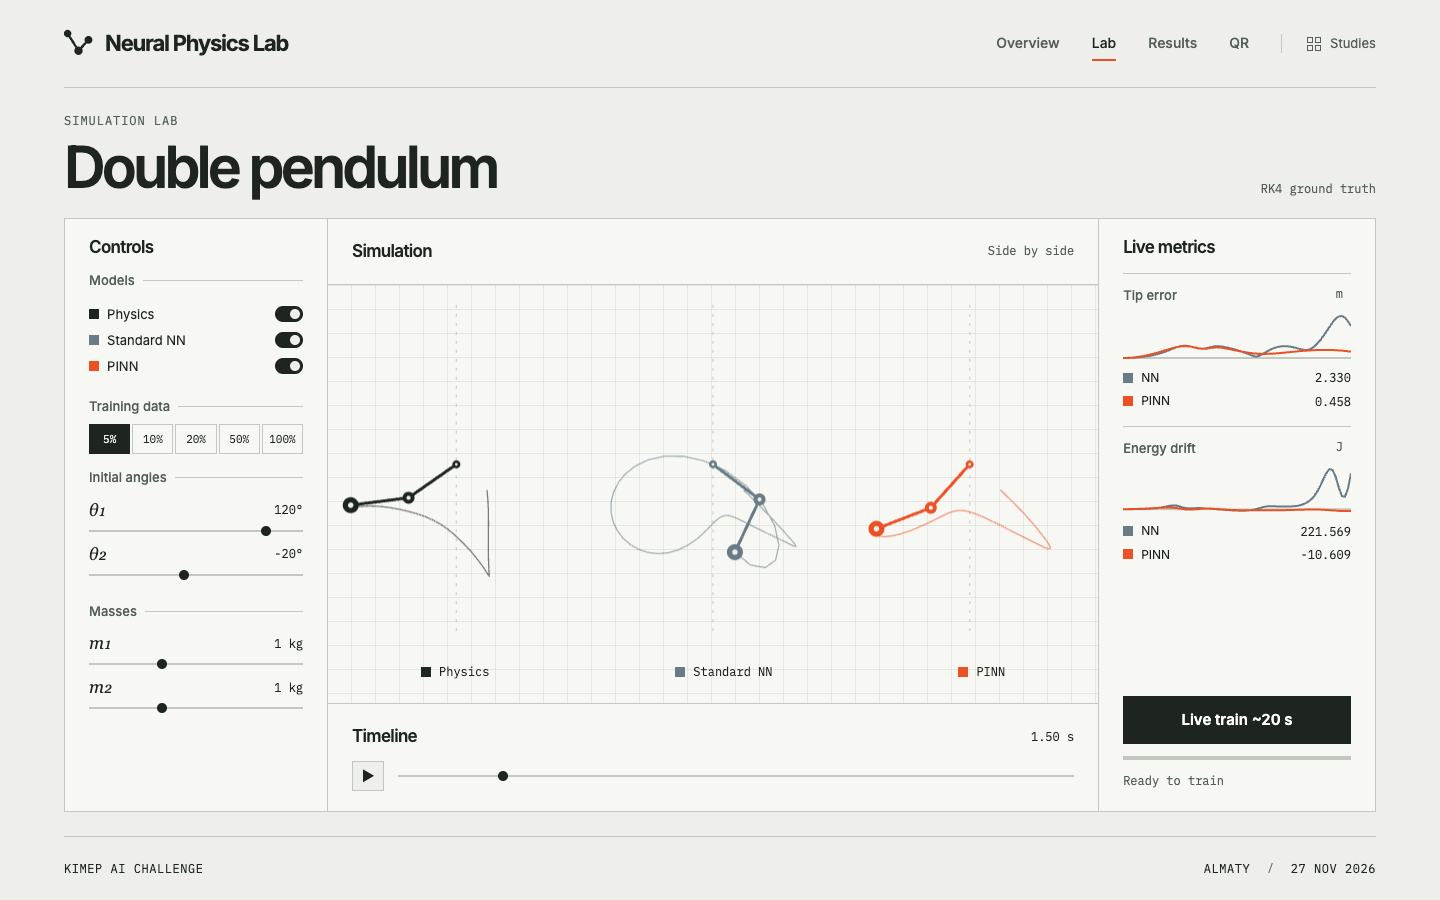 Neural Physics Lab
Overview Lab Results QR Studies
SIMULATION LAB
Double pendulum
RK4 ground truth
Controls
Models
Physics
Standard NN
PINN
Training data
5% 10% 20% 50% 100%
Initial angles
θ1 120°
θ2 -20°
Masses
m1 1 kg
m2 1 kg
Simulation Side by side
Physics Standard NN PINN
Timeline 1.50 s
Live metrics
Tip error m
NN 2.330
PINN 0.458
Energy drift J
NN 221.569
PINN -10.609
Live train ~20 s
Ready to train
KIMEP AI CHALLENGE
ALMATY / 27 NOV 2026